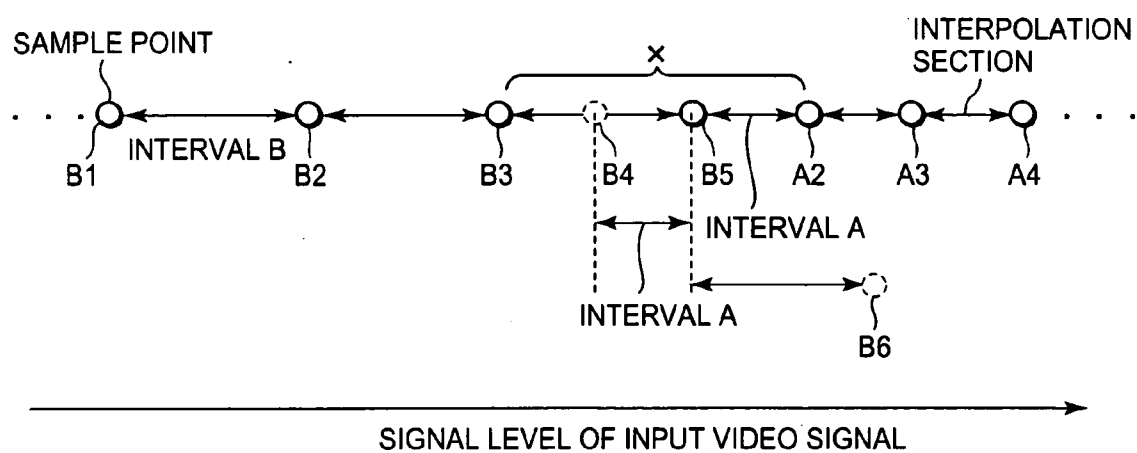 SAMPLE POINT
INTERPOLATION
SECTION
×
. . . . . .
INTERVAL B
B1
B2
B3
B4
B5
A2
A3
A4
INTERVAL A
INTERVAL A
B6
SIGNAL LEVEL OF INPUT VIDEO SIGNAL